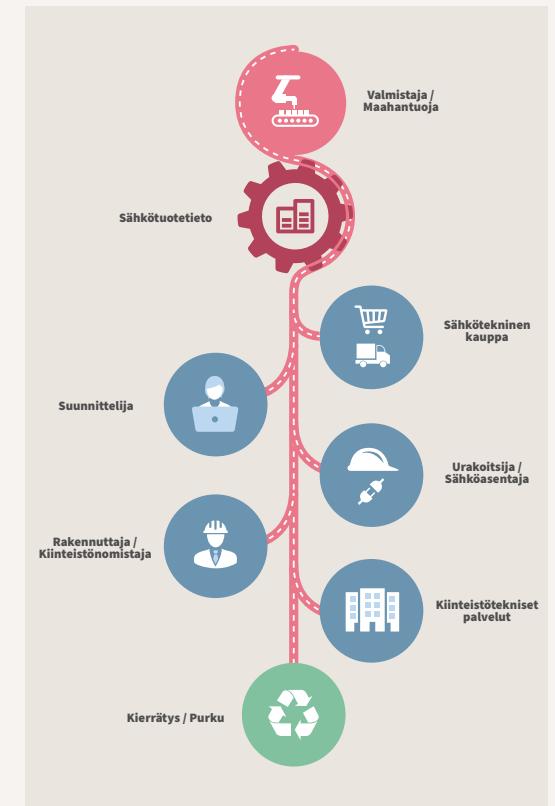 Valmistaja /
Maahantuoja
Sähkötuotetieto
Sähkötekninen
kauppa
Suunnittelija
Urakoitsija /
Sähköasentaja
Rakennuttaja /
Kiinteistönomistaja
Kiinteistötekniset
palvelut
Kierrätys / Purku